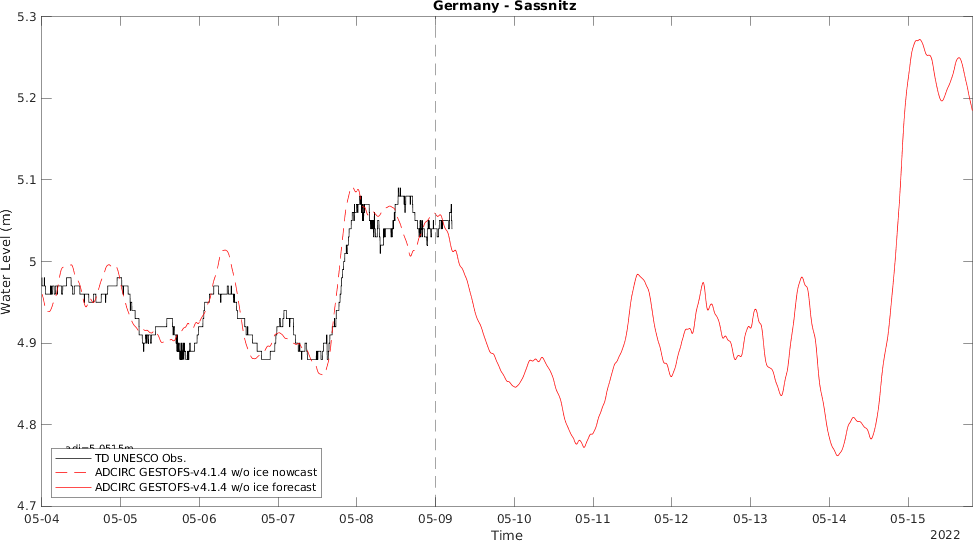 Germany - Sassnitz
5.3
5.2
5.1
5
4.9
4.8
4.7
Water Level (m)
adj=5.0515m
TD UNESCO Obs.
ADCIRC GESTOFS-v4.1.4 w/o ice nowcast
ADCIRC GESTOFS-v4.1.4 w/o ice forecast
05-04 05-05 05-06 05-07 05-08 05-09 05-10 05-11 05-12 05-13 05-14 05-15
Time
2022